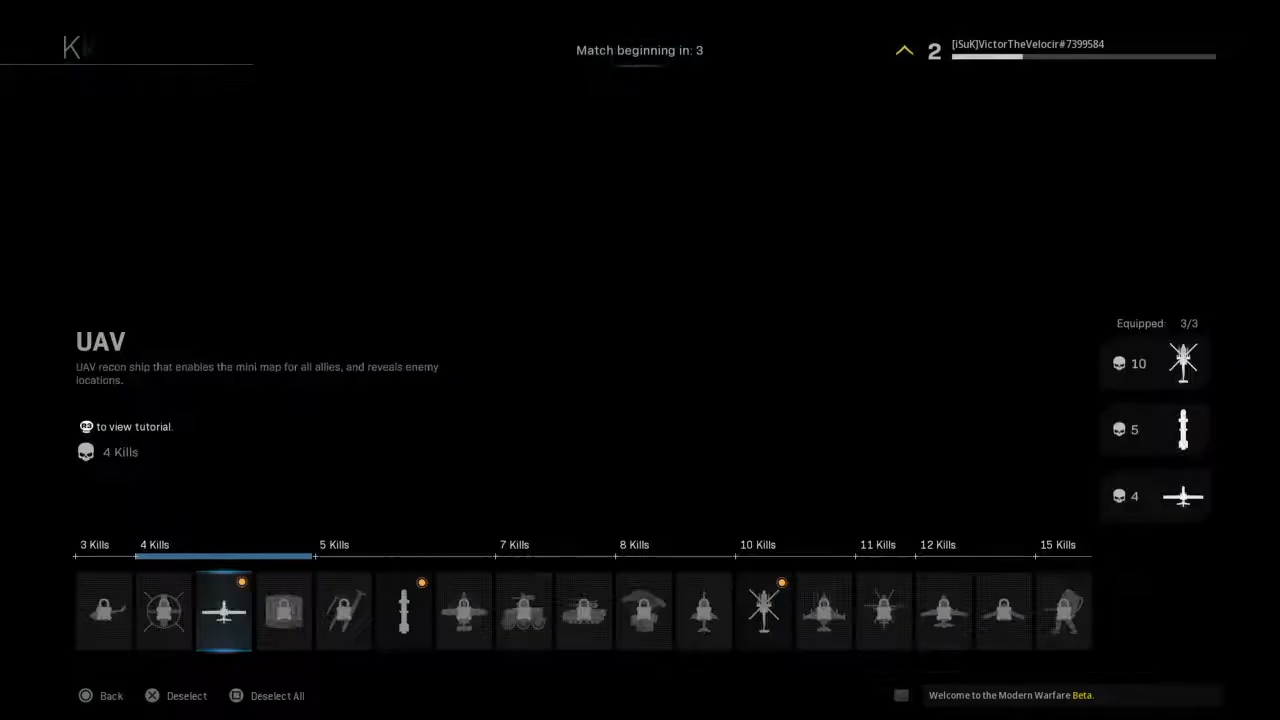 K
Match beginning in: 3
2
[iSuK]VictorTheVelocir#7399584
Equipped 3/3
UAV
10
UAV recon ship that enables the mini map for all allies, and reveals enemy
locations.
R3 to view tutorial.
5
4 Kills
4
3 Kills
4 Kills
5 Kills
7 Kills
8 Kills
10 Kills
11 Kills
12 Kills
15 Kills
Back
Deselect
Deselect All
Welcome to the Modern Warfare Beta.